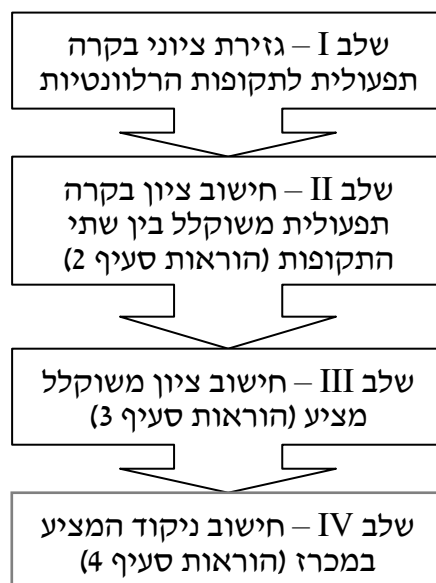 שלב I – גזירת ציוני בקרה
תפעולית לתקופות הרלוונטיות
שלב II – חישוב ציון בקרה
תפעולית משוקלל בין שתי
התקופות (הוראות סעיף 2)
שלב III – חישוב ציון משוקלל
מציע (הוראות סעיף 3)
שלב IV – חישוב ניקוד המציע
במכרז (הוראות סעיף 4)